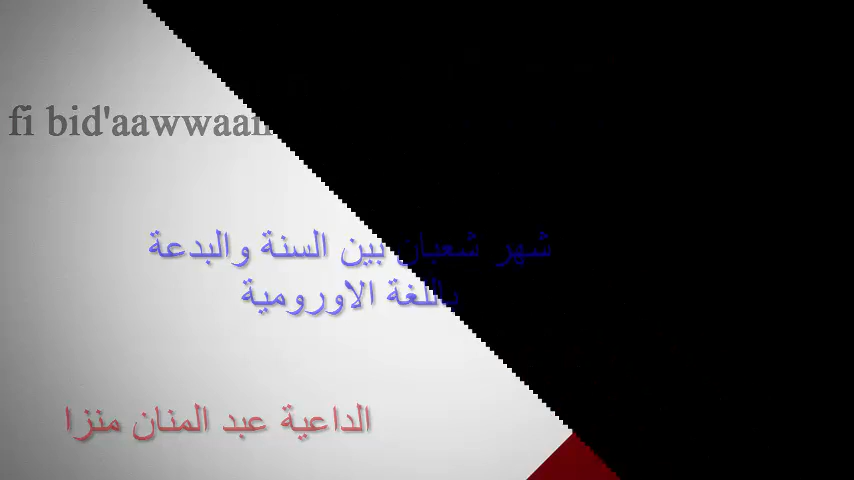 fi bid'aawwaan
شهر شعبان بين السنة والبدعة
باللغة الاورومية
الداعية عبد المنان منزا